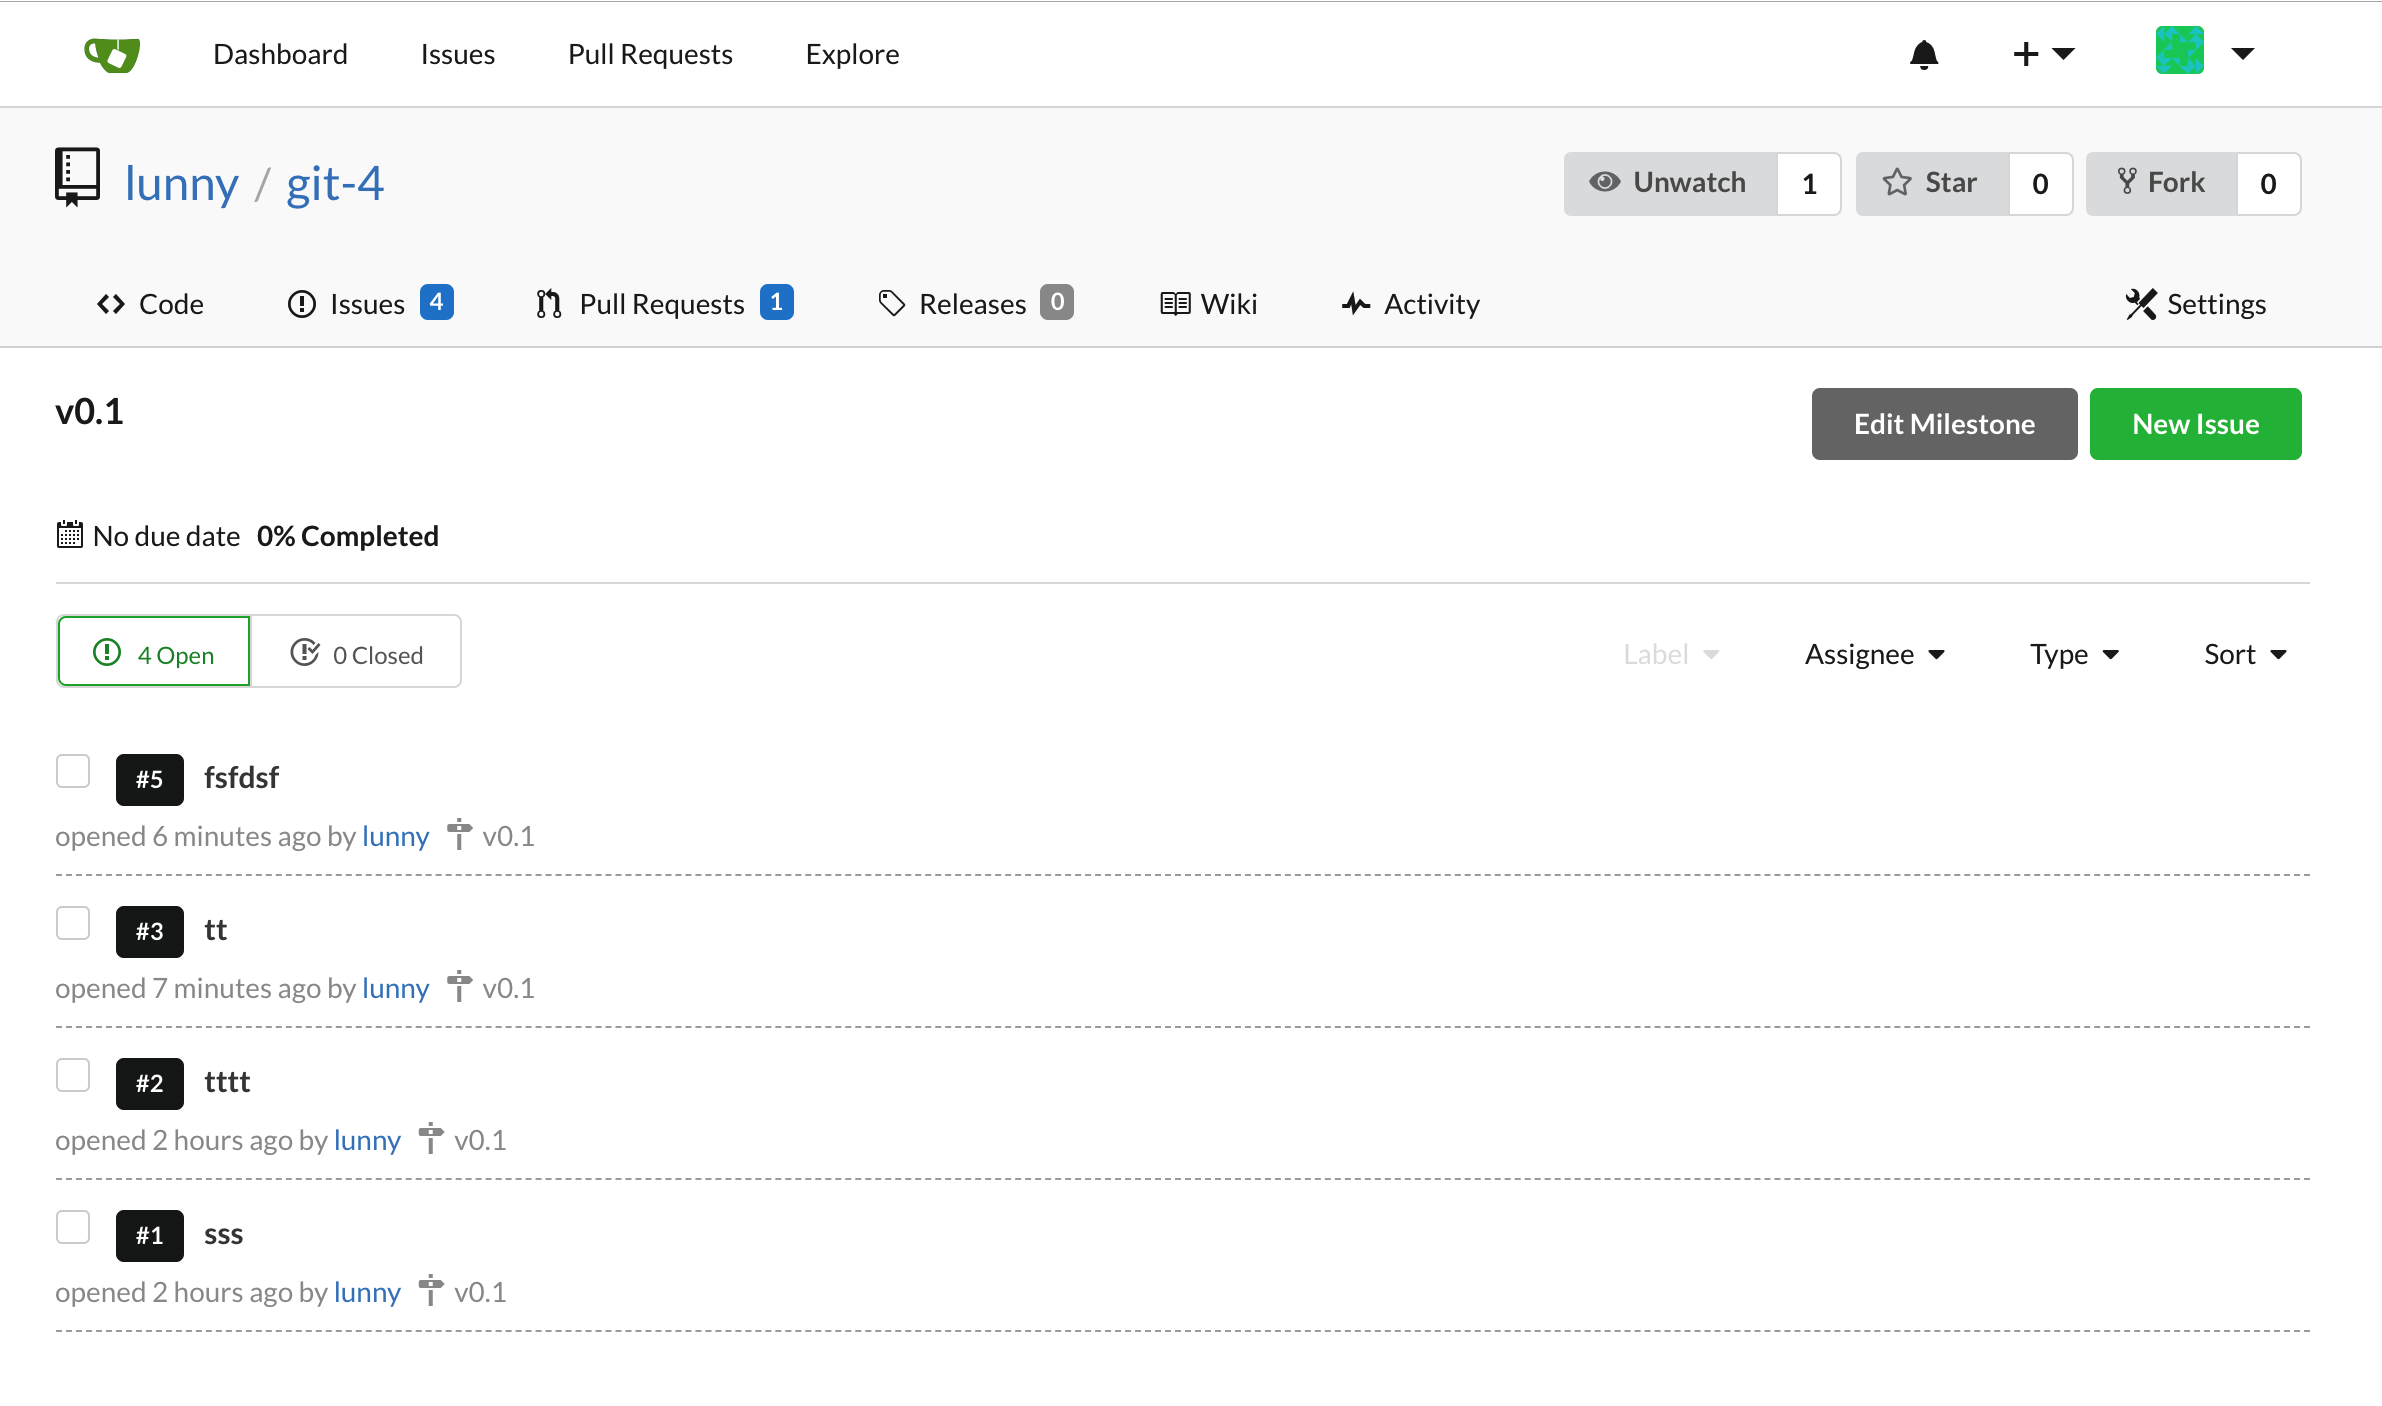 Dashboard Issues Pull Requests Explore
lunny / git-4
Unwatch 1 Star 0 Fork 0
Code Issues 4 Pull Requests 1 Releases 0 Wiki Activity Settings
v0.1
Edit Milestone New Issue
No due date 0% Completed
4 Open 0 Closed Label Assignee Type Sort
#5 fsfdsf
opened 6 minutes ago by lunny v0.1
#3 tt
opened 7 minutes ago by lunny v0.1
#2 tttt
opened 2 hours ago by lunny v0.1
#1 sss
opened 2 hours ago by lunny v0.1